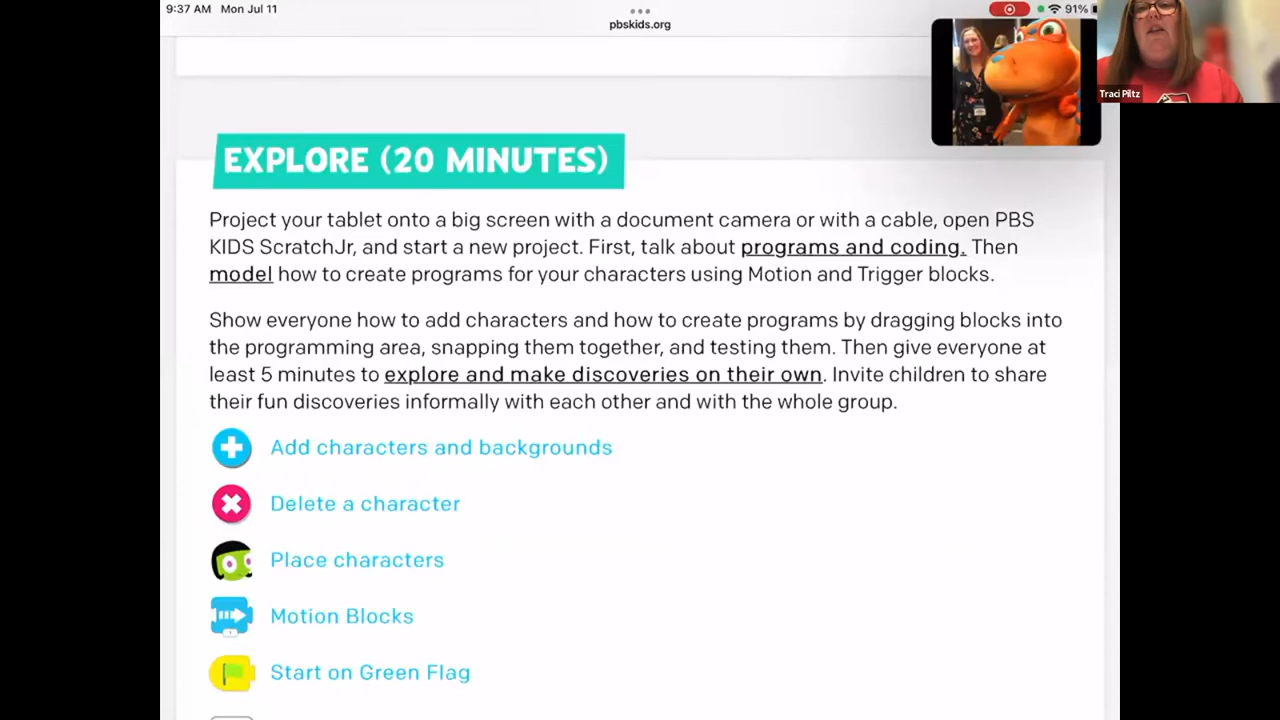 9:37 AM Mon Jul 11
pbskids.org
91%
Traci Piltz
EXPLORE (20 MINUTES)
Project your tablet onto a big screen with a document camera or with a cable, open PBS
KIDS ScratchJr, and start a new project. First, talk about programs and coding. Then
model how to create programs for your characters using Motion and Trigger blocks.
Show everyone how to add characters and how to create programs by dragging blocks into
the programming area, snapping them together, and testing them. Then give everyone at
least 5 minutes to explore and make discoveries on their own. Invite children to share
their fun discoveries informally with each other and with the whole group.
Add characters and backgrounds
Delete a character
Place characters
Motion Blocks
Start on Green Flag